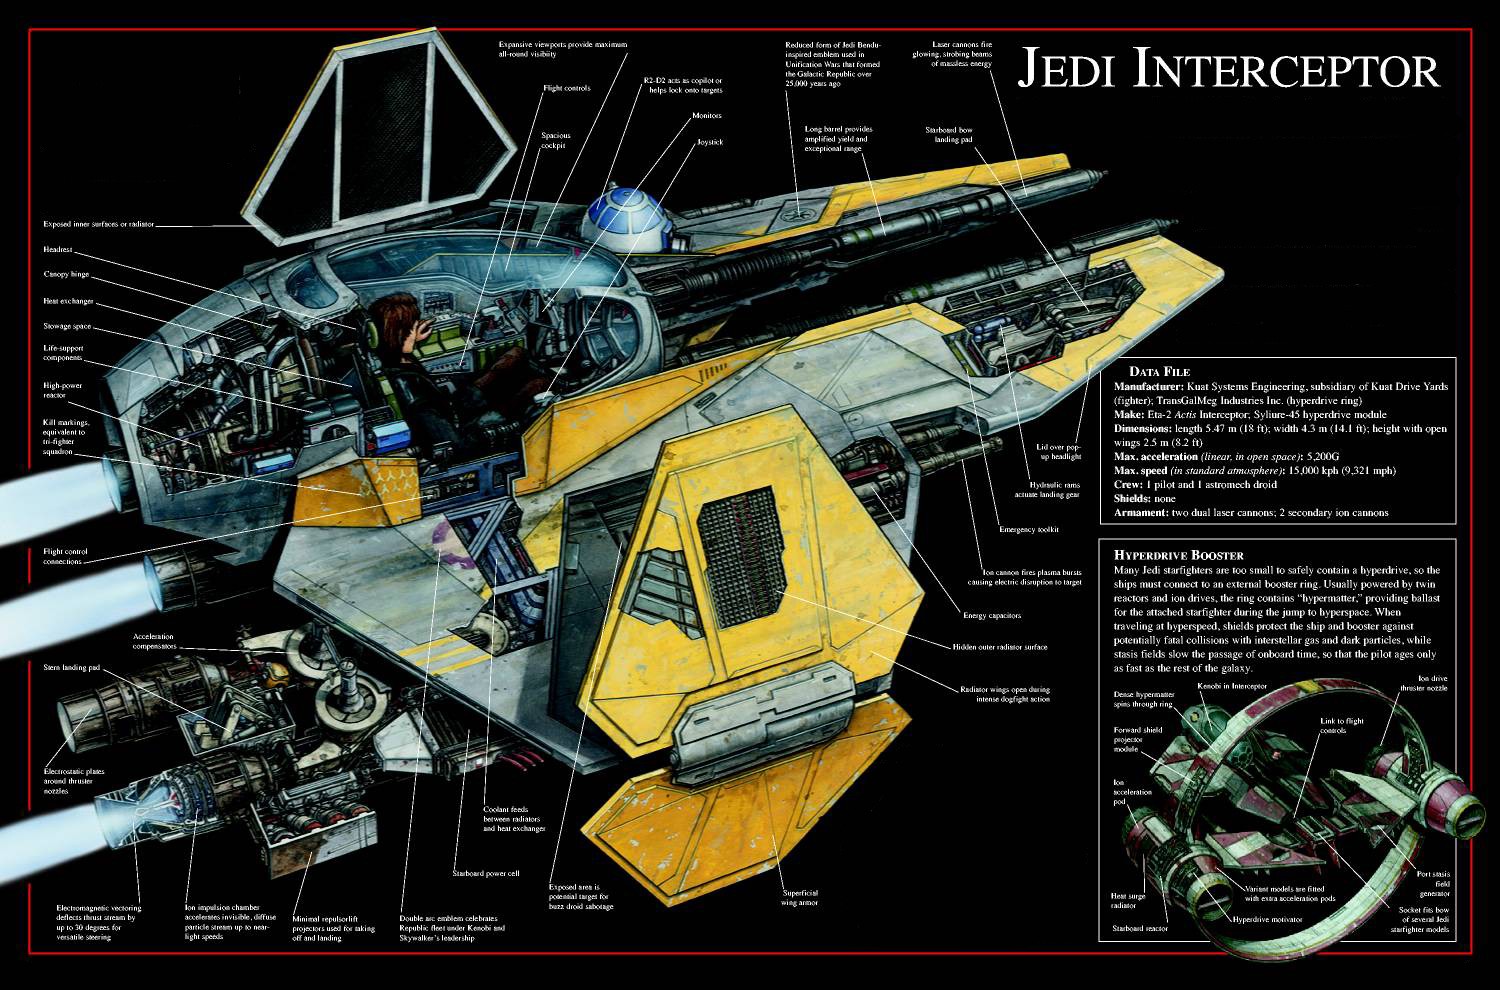 JEDI INTERCEPTOR
Expansive viewports provide maximum
all-round visibiity
Flight controls
Spacious
cockpit
R2-D2 acts as copilot or
helps lock onto targets
Monitors
Joystick
Reduced form of Jedi Bendu-
inspired emblem used in
Unification Wars that formed
the Galactic Republic over
25,000 years ago
Long barrel provides
amplified yield and
exceptional range
Laser cannons fire
glowing, strobing beams
of massless energy
Starboard bow
landing pad
Exposed inner surfaces or radiator
Headrest
Canopy hinge
Heat exchanger
Stowage space
Life-support
components
High-power
reactor
Kill markings,
equivalent to
tri-fighter
squadron
Flight control
connections
Acceleration
compensators
Stern landing pad
Electrostatic plates
around thruster
nozzles
Electromagnetic vectoring
deflects thrust stream by
up to 30 degrees for
versatile steering
Ion impulsion chamber
accelerates invisible, diffuse
particle stream up to near-
light speeds
Minimal repulsorlift
projectors used for taking
off and landing
Double arc emblem celebrates
Republic fleet under Kenobi and
Skywalker's leadership
Starboard power cell
Coolant feeds
between radiators
and heat exchanger
Exposed area is
potential target for
buzz droid sabotage
Superficial
wing armor
Lid over pop-
up headlight
Hydraulic rams
actuate landing gear
Emergency toolkit
Ion cannon fires plasma bursts
causing electric disruption to target
Energy capacitors
Hidden outer radiator surface
Radiator wings open during
intense dogfight action
DATA FILE
Manufacturer: Kuat Systems Engineering, subsidiary of Kuat Drive Yards
(fighter); TransGalMeg Industries Inc. (hyperdrive ring)
Make: Eta-2 Actis Interceptor; Syliure-45 hyperdrive module
Dimensions: length 5.47 m (18 ft); width 4.3 m (14.1 ft); height with open
wings 2.5 m (8.2 ft)
Max. acceleration (linear, in open space): 5,200G
Max. speed (in standard atmosphere): 15,000 kph (9,321 mph)
Crew: 1 pilot and 1 astromech droid
Shields: none
Armament: two dual laser cannons; 2 secondary ion cannons
HYPERDRIVE BOOSTER
Many Jedi starfighters are too small to safely contain a hyperdrive, so the
ships must connect to an external booster ring. Usually powered by twin
reactors and ion drives, the ring contains "hypermatter," providing ballast
for the attached starfighter during the jump to hyperspace. When
traveling at hyperspeed, shields protect the ship and booster against
potentially fatal collisions with interstellar gas and dark particles, while
stasis fields slow the passage of onboard time, so that the pilot ages only
as fast as the rest of the galaxy.
Dense hypermatter
spins through ring
Kenobi in Interceptor
Ion drive
thruster nozzle
Forward shield
projector
module
Link to flight
controls
Ion
acceleration
pod
Heat surge
radiator
Starboard reactor
Variant models are fitted
with extra acceleration pods
Hyperdrive motivator
Port stasis
field
generator
Socket fits bow
of several Jedi
starfighter models